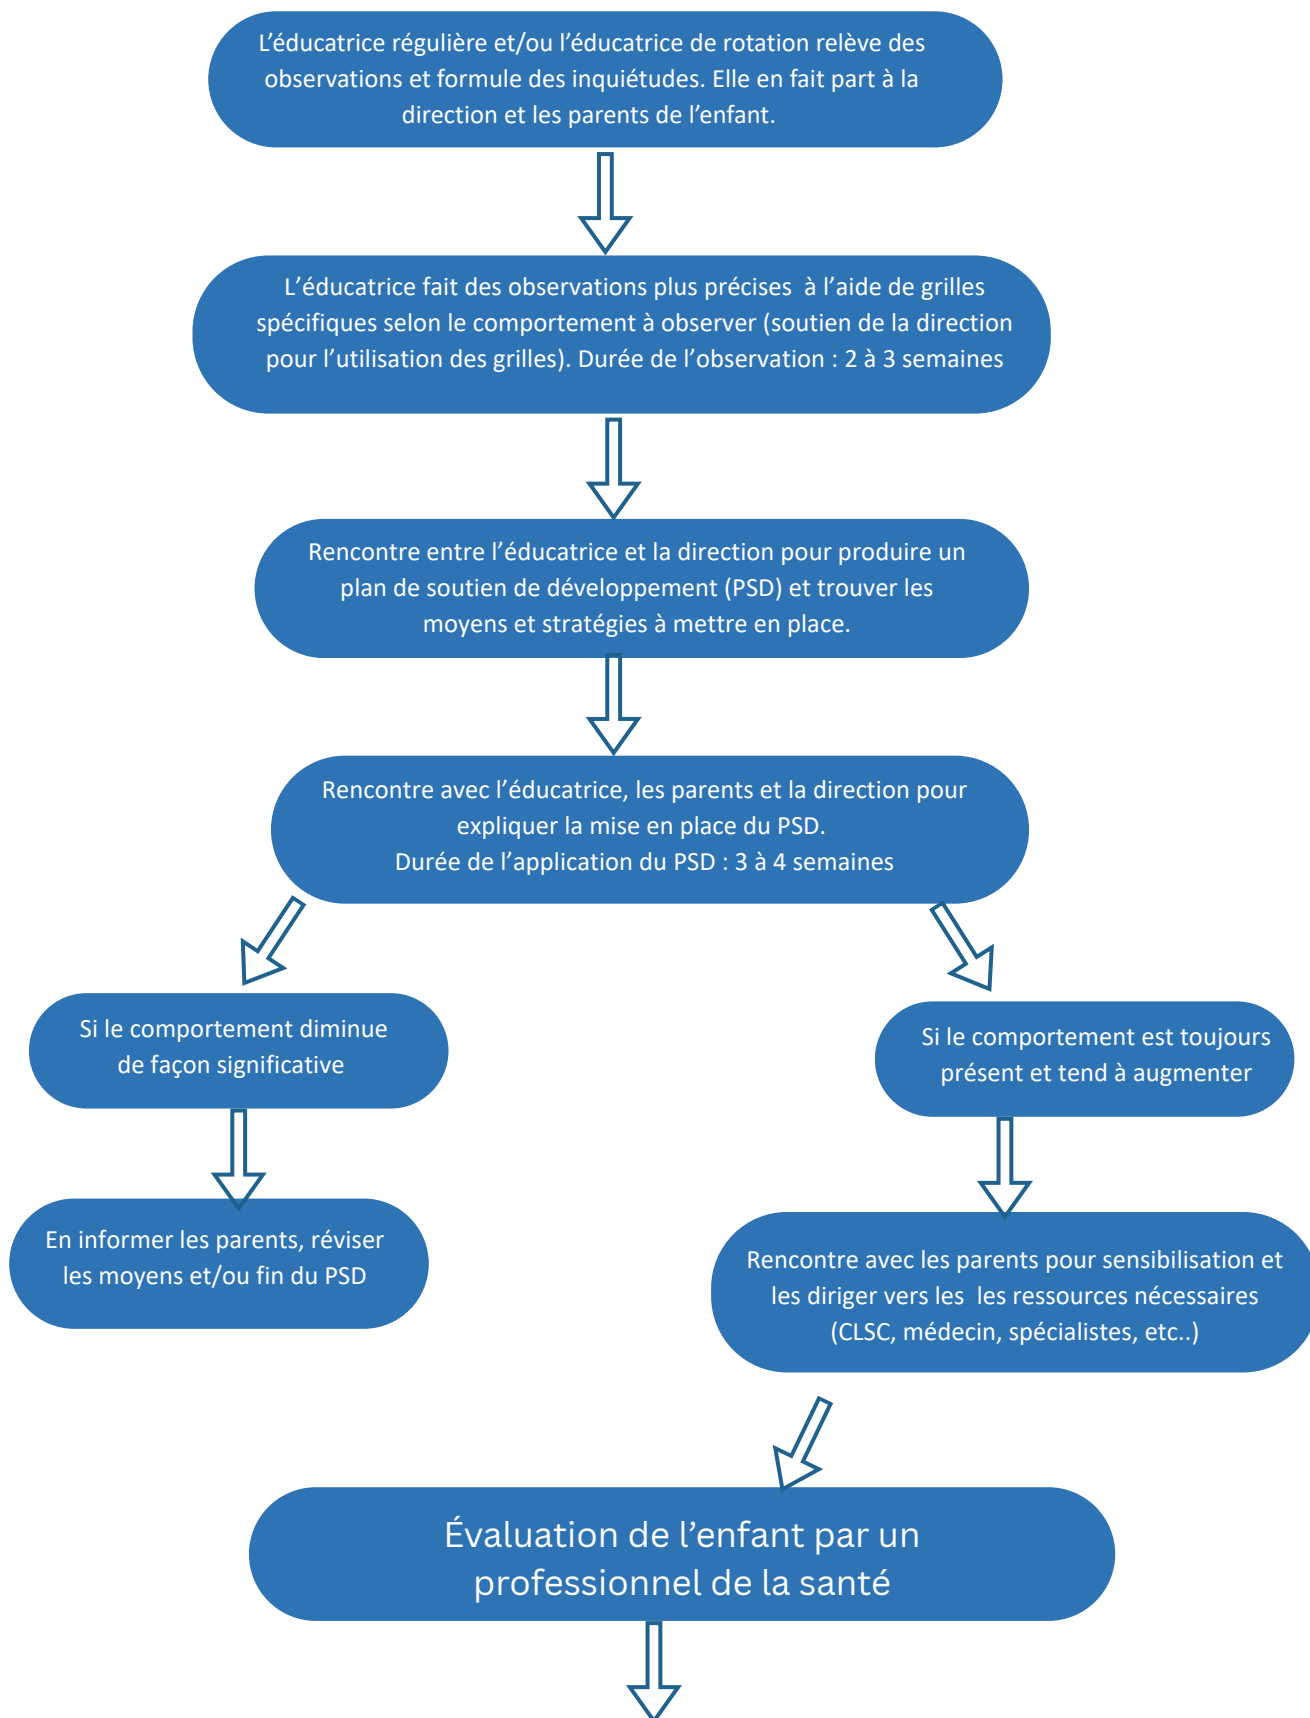 L’éducatrice régulière et/ou l’éducatrice de rotation relève des
observations et formule des inquiétudes. Elle en fait part à la
direction et les parents de l’enfant.
L’éducatrice fait des observations plus précises  à l’aide de grilles
spécifiques selon le comportement à observer (soutien de la direction
pour l’utilisation des grilles). Durée de l’observation : 2 à 3 semaines
Rencontre entre l’éducatrice et la direction pour produire un
plan de soutien de développement (PSD) et trouver les
moyens et stratégies à mettre en place.
Rencontre avec l’éducatrice, les parents et la direction pour
expliquer la mise en place du PSD.
Durée de l’application du PSD : 3 à 4 semaines
Si le comportement diminue
de façon significative
Si le comportement est toujours
présent et tend à augmenter
En informer les parents, réviser
les moyens et/ou fin du PSD
Rencontre avec les parents pour sensibilisation et
les diriger vers les  les ressources nécessaires
(CLSC, médecin, spécialistes, etc..)
Évaluation de l’enfant par un
professionnel de la santé